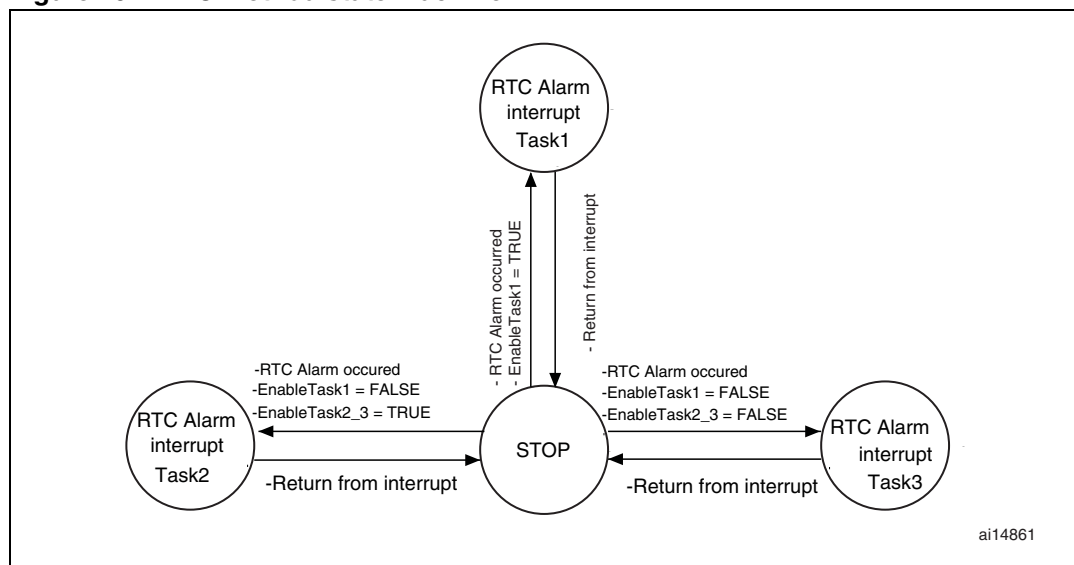 RTC Alarm
interrupt
Task1
- RTC Alarm occurred
- EnableTask1 = TRUE
- Return from interrupt
-RTC Alarm occured
-EnableTask1 = FALSE
-EnableTask2_3 = TRUE
-RTC Alarm occured
-EnableTask1 = FALSE
-EnableTask2_3 = FALSE
RTC Alarm
interrupt
Task2
STOP
RTC Alarm
interrupt
Task3
-Return from interrupt
-Return from interrupt
ai14861